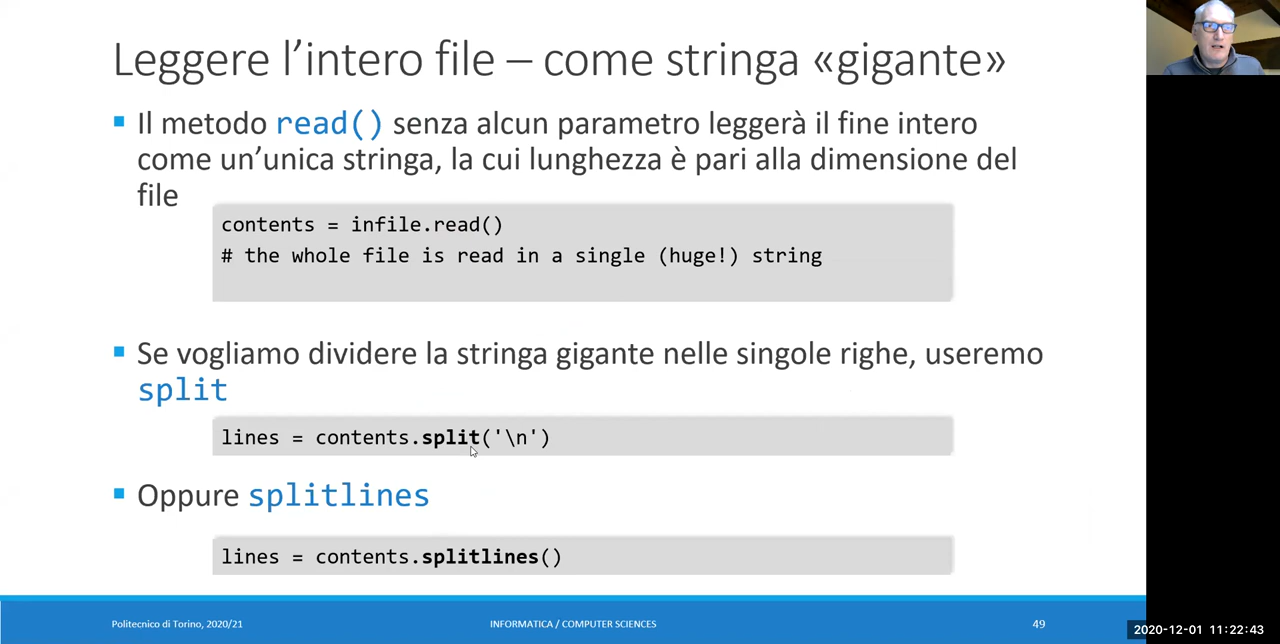 Leggere l’intero file – come stringa «gigante»
Il metodo read() senza alcun parametro leggerà il fine intero
come un’unica stringa, la cui lunghezza è pari alla dimensione del
file
contents = infile.read()
# the whole file is read in a single (huge!) string
Se vogliamo dividere la stringa gigante nelle singole righe, useremo
split
lines = contents.split('\n')
Oppure splitlines
lines = contents.splitlines()
Politecnico di Torino, 2020/21
INFORMATICA / COMPUTER SCIENCES
49
2020-12-01 11:22:43